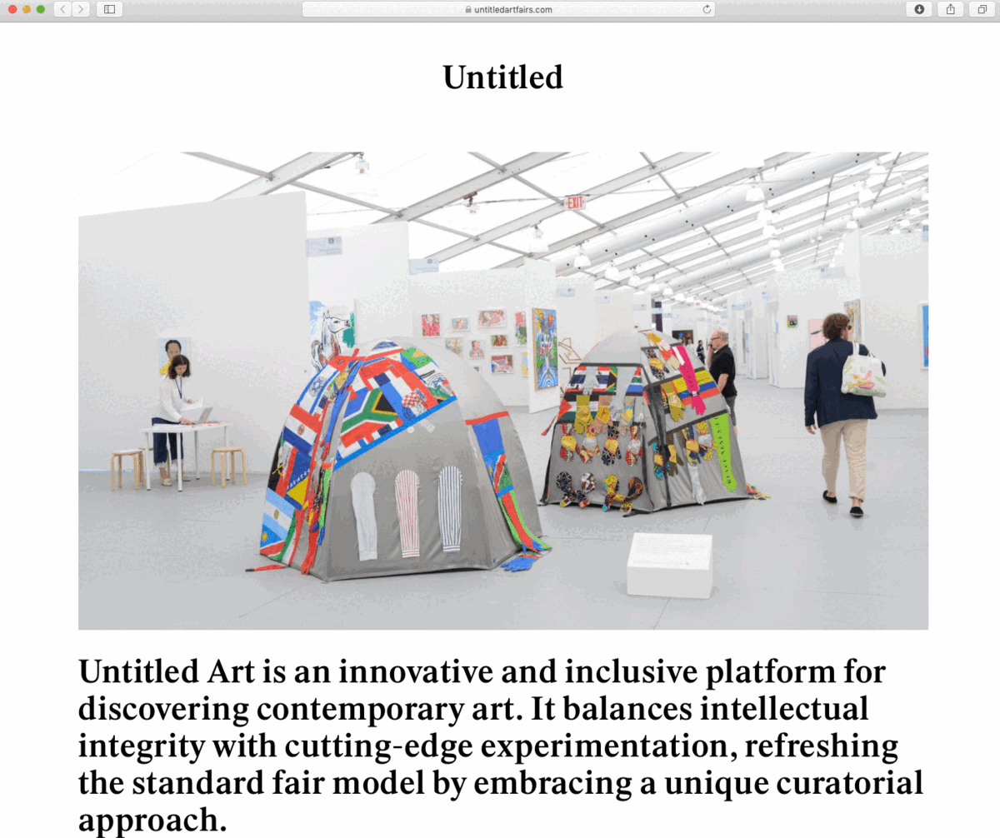 untitledartfairs.com
Untitled
EXIT
Untitled Art is an innovative and inclusive platform for
discovering contemporary art. It balances intellectual
integrity with cutting-edge experimentation, refreshing
the standard fair model by embracing a unique curatorial
approach.